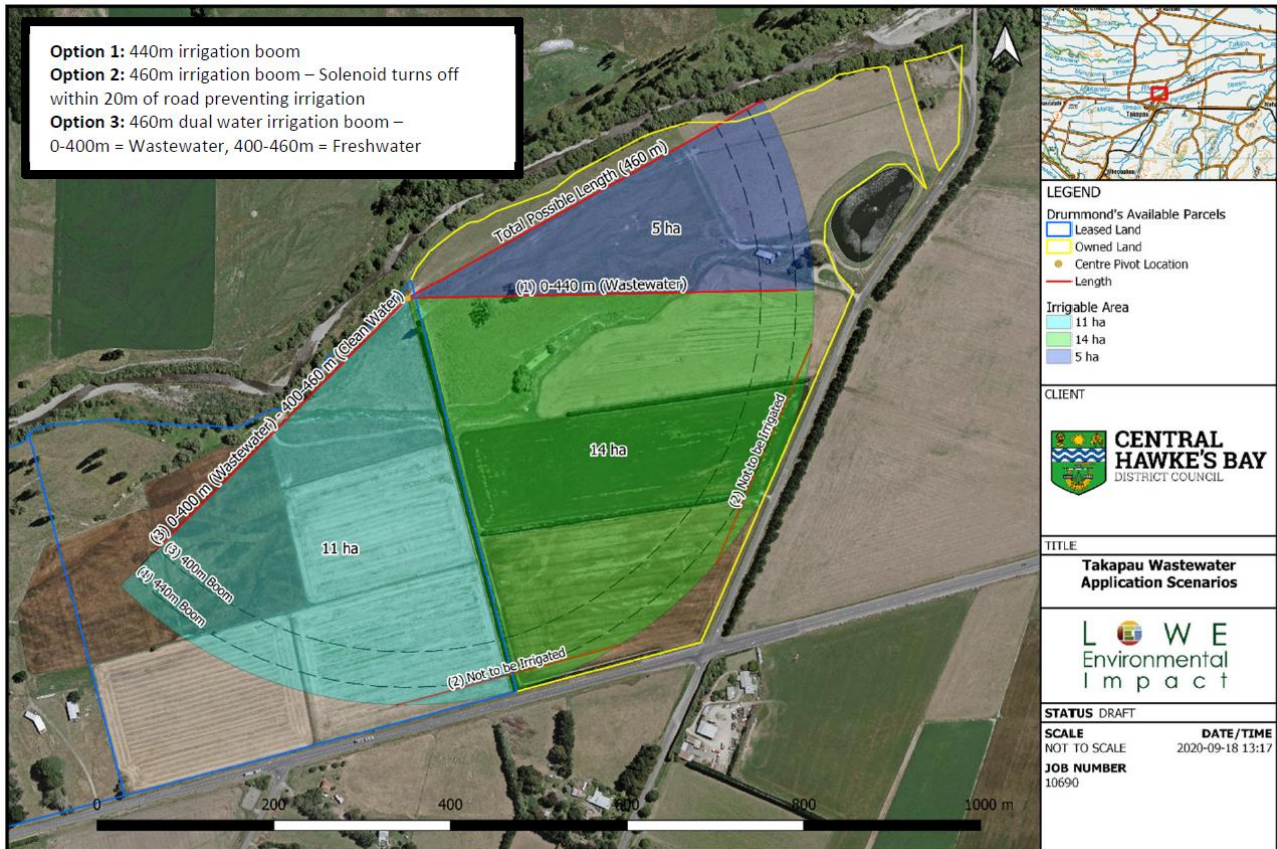 Option 1: 440m irrigation boom
Option 2: 460m irrigation boom – Solenoid turns off
within 20m of road preventing irrigation
Option 3: 460m dual water irrigation boom –
0-400m = Wastewater, 400-460m = Freshwater
Total Possible Length (460 m)
5 ha
(1) 0-440 m (Wastewater)
(3) 0-400 m (Wastewater) - 400-460 m (Clean Water)
14 ha
(2) Not to be Irrigated
11 ha
(3) 400m Boom
(1) 440m Boom
(2) Not to be Irrigated
0 200 400 600 800 1000 m
Takapau
LEGEND
Drummond's Available Parcels
Leased Land
Owned Land
Centre Pivot Location
Length
Irrigable Area
11 ha
14 ha
5 ha
CLIENT
CENTRAL
HAWKE'S BAY
DISTRICT COUNCIL
TITLE
Takapau Wastewater
Application Scenarios
LOWE
Environmental
Impact
STATUS DRAFT
SCALE DATE/TIME
NOT TO SCALE 2020-09-18 13:17
JOB NUMBER
10690